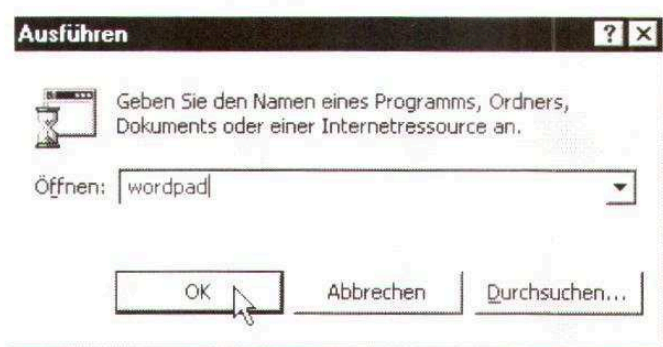 Ausführen
Geben Sie den Namen eines Programms, Ordners,
Dokuments oder einer Internetressource an.
Öffnen: wordpad
OK Abbrechen Durchsuchen...